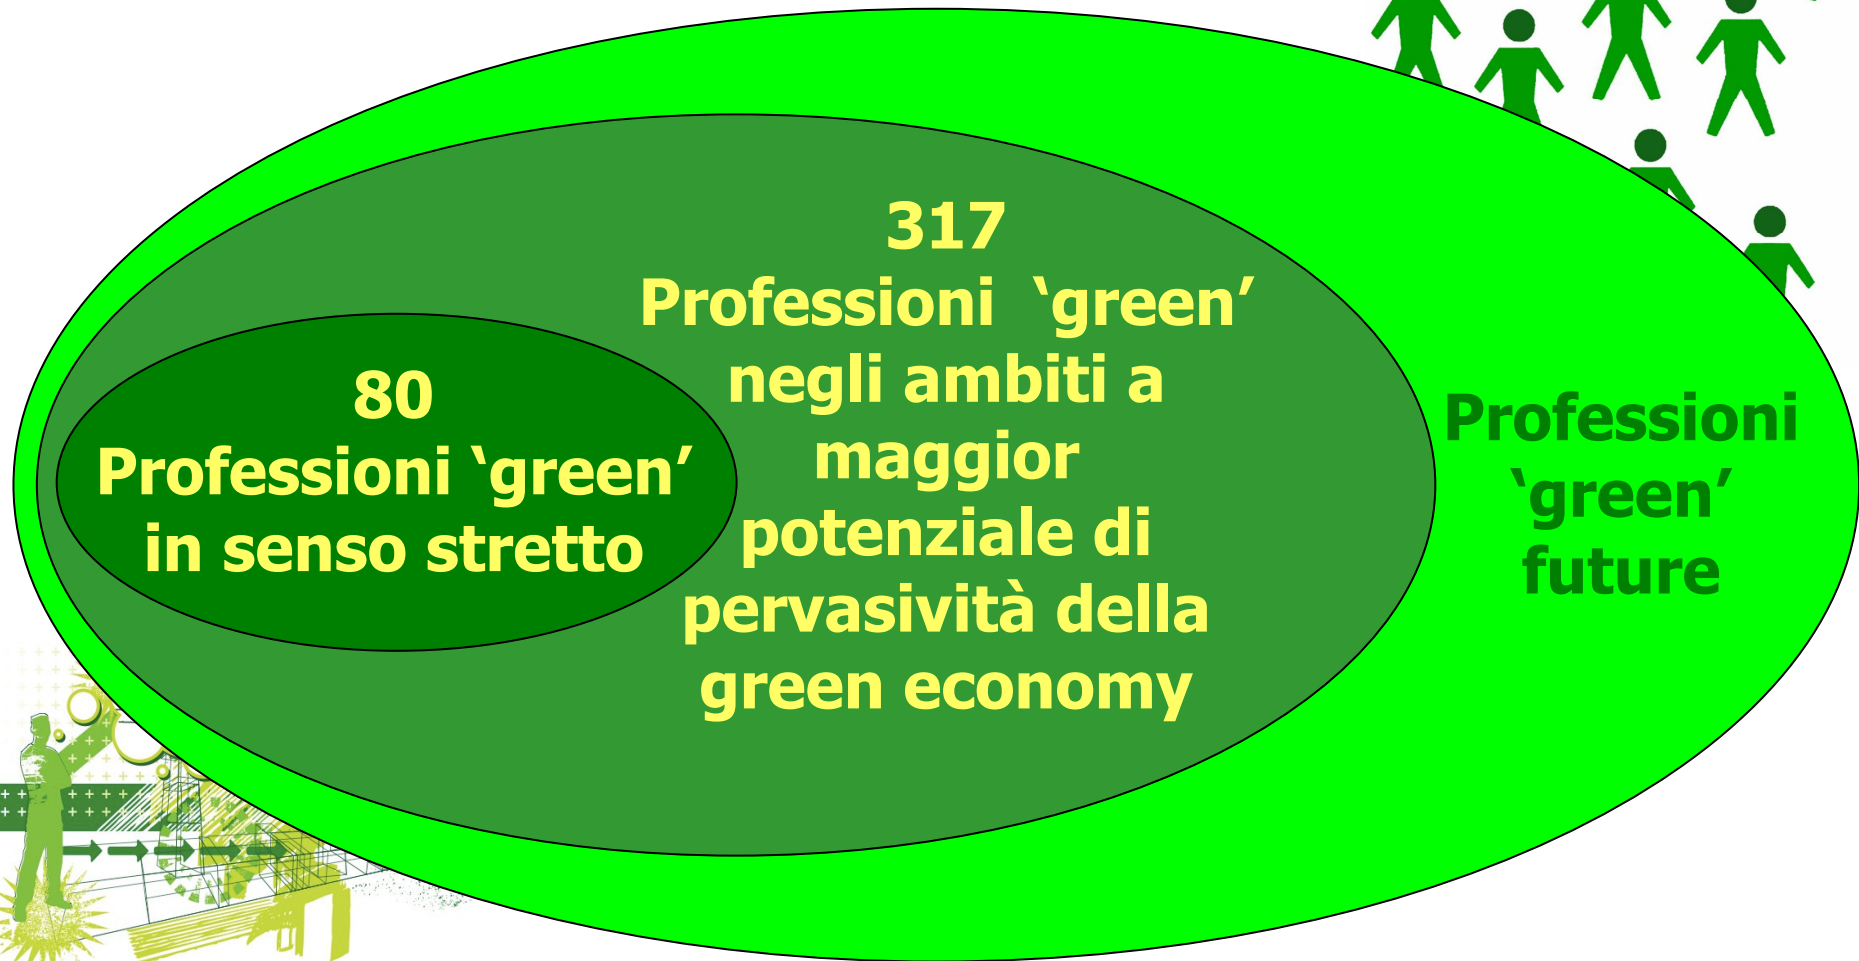 80
Professioni ‘green’
in senso stretto
317
Professioni ‘green’
negli ambiti a
maggior
potenziale di
pervasività della
green economy
Professioni
‘green’
future